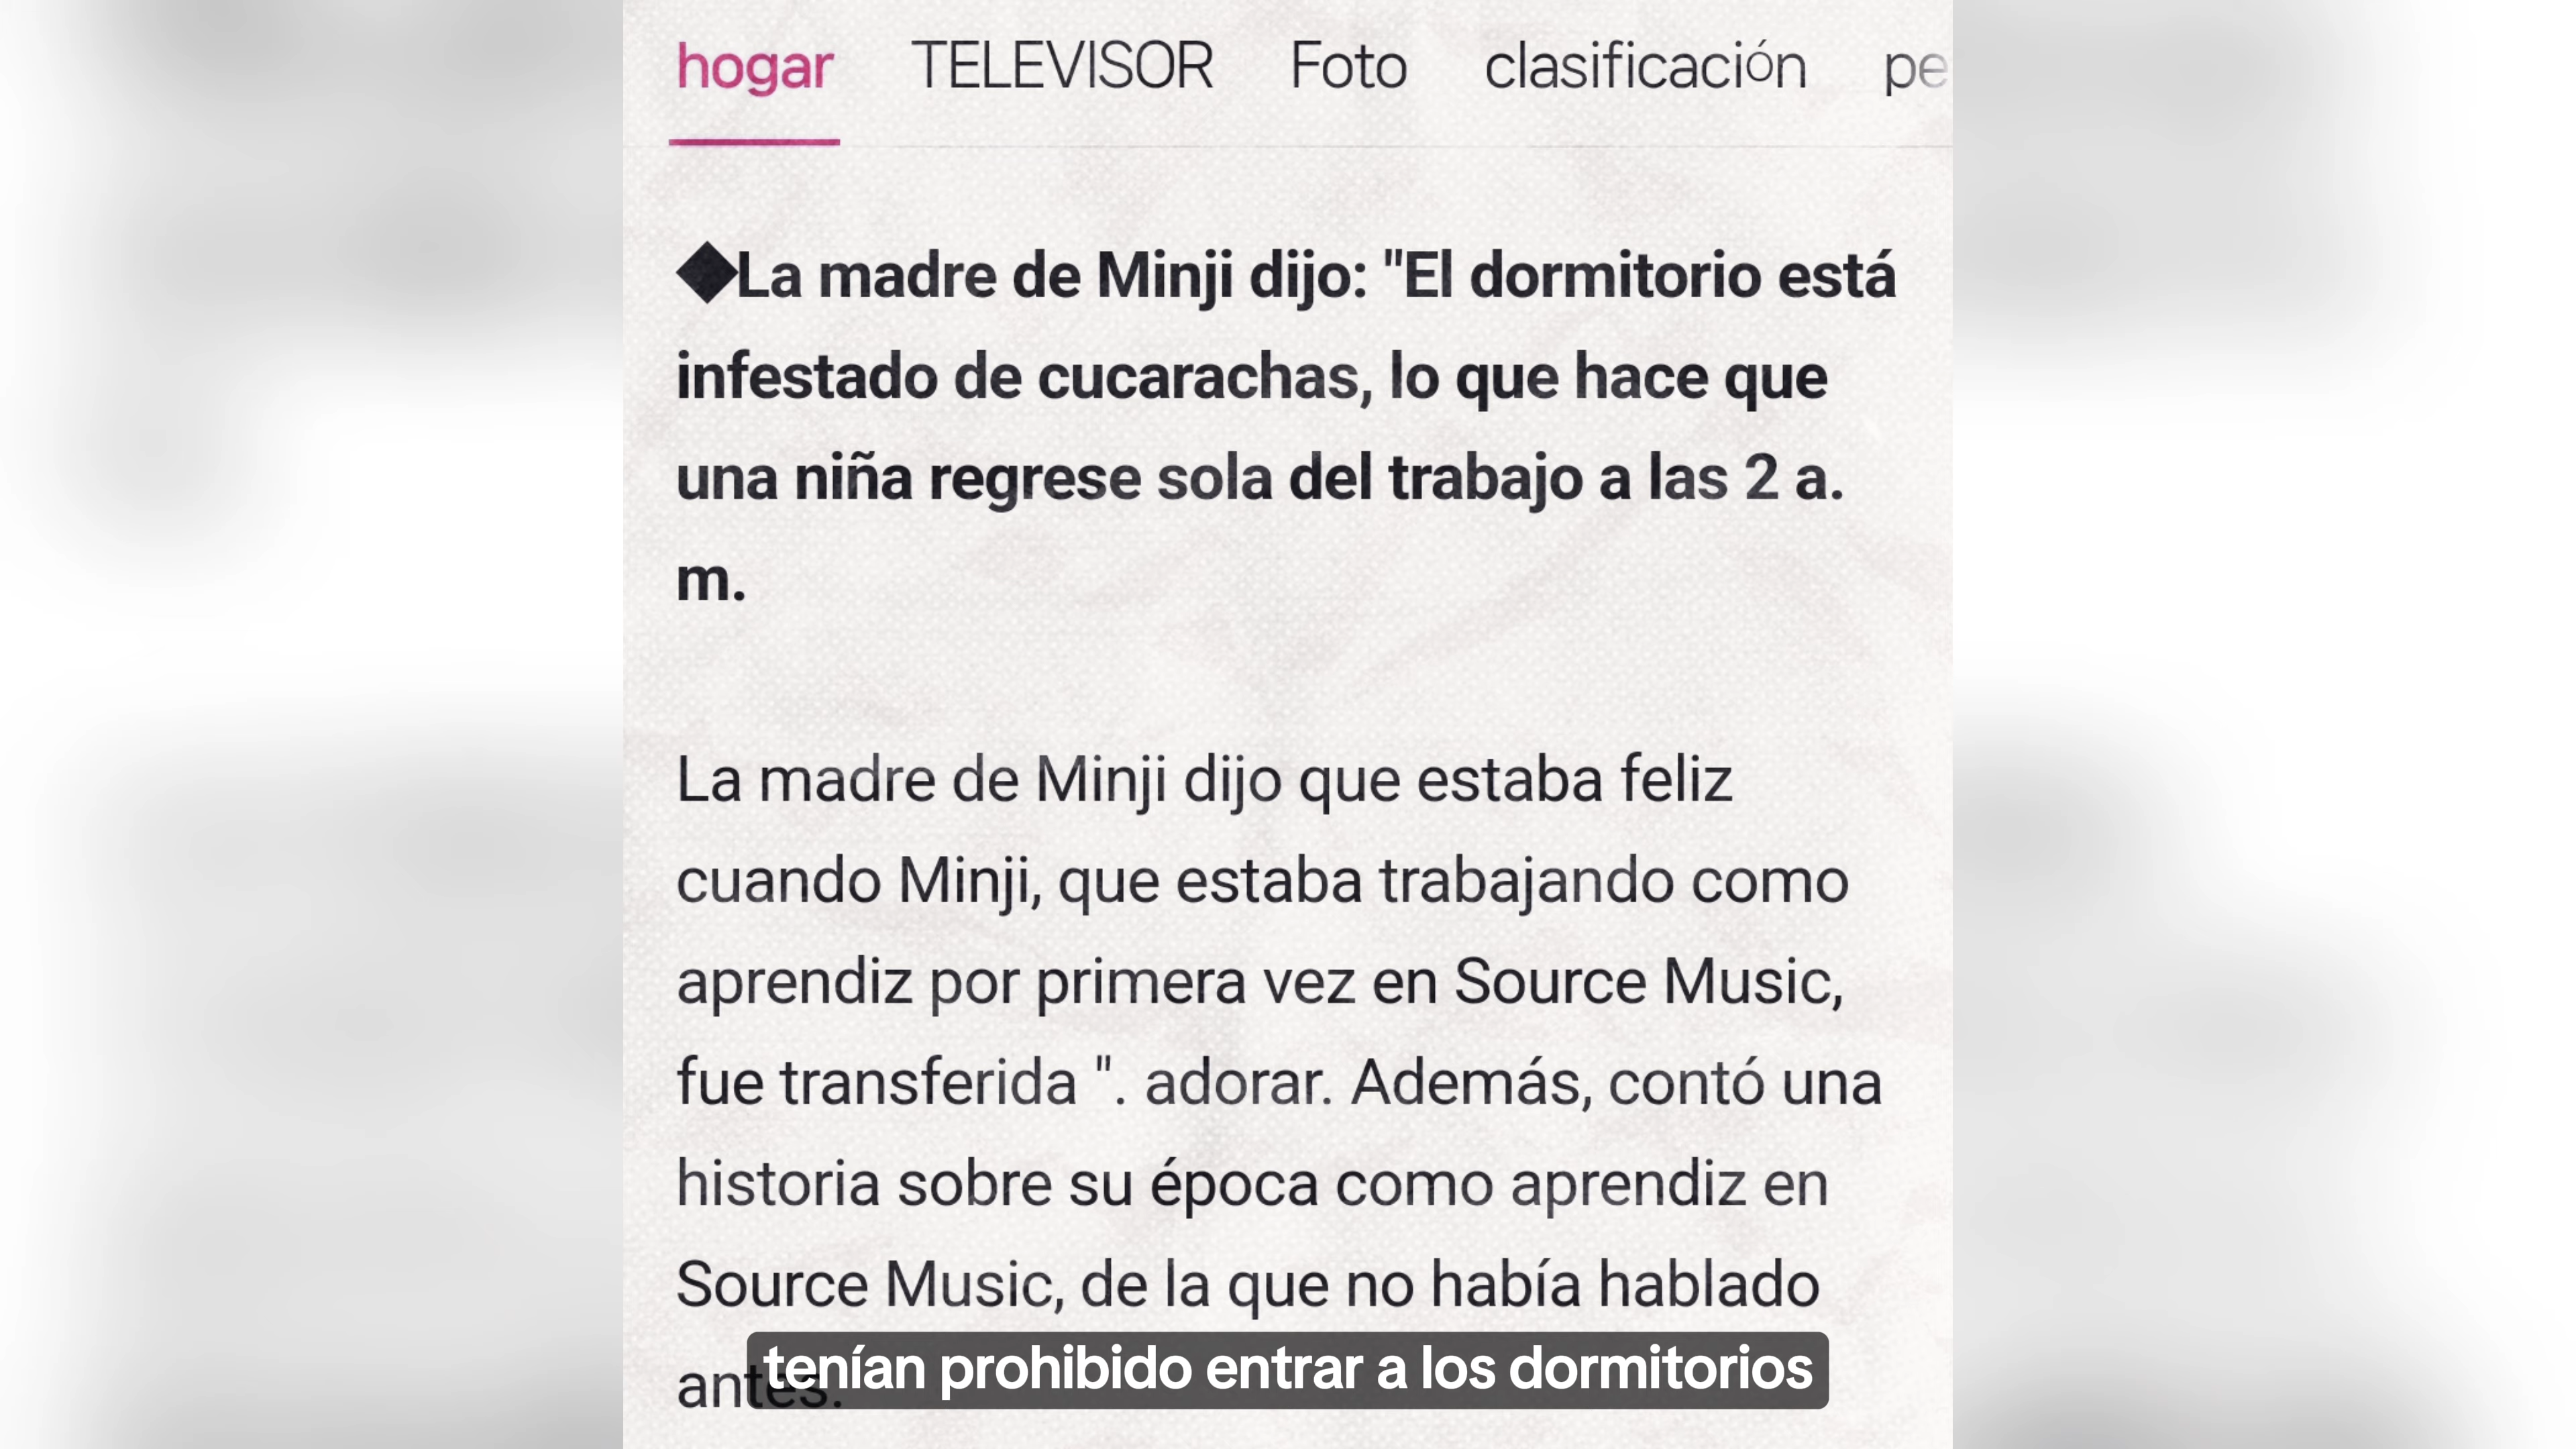 hogar TELEVISOR Foto clasificación pe
◆La madre de Minji dijo: "El dormitorio está
infestado de cucarachas, lo que hace que
una niña regrese sola del trabajo a las 2 a.
m.
La madre de Minji dijo que estaba feliz
cuando Minji, que estaba trabajando como
aprendiz por primera vez en Source Music,
fue transferida ". adorar. Además, contó una
historia sobre su época como aprendiz en
Source Music, de la que no había hablado
antes.
tenían prohibido entrar a los dormitorios